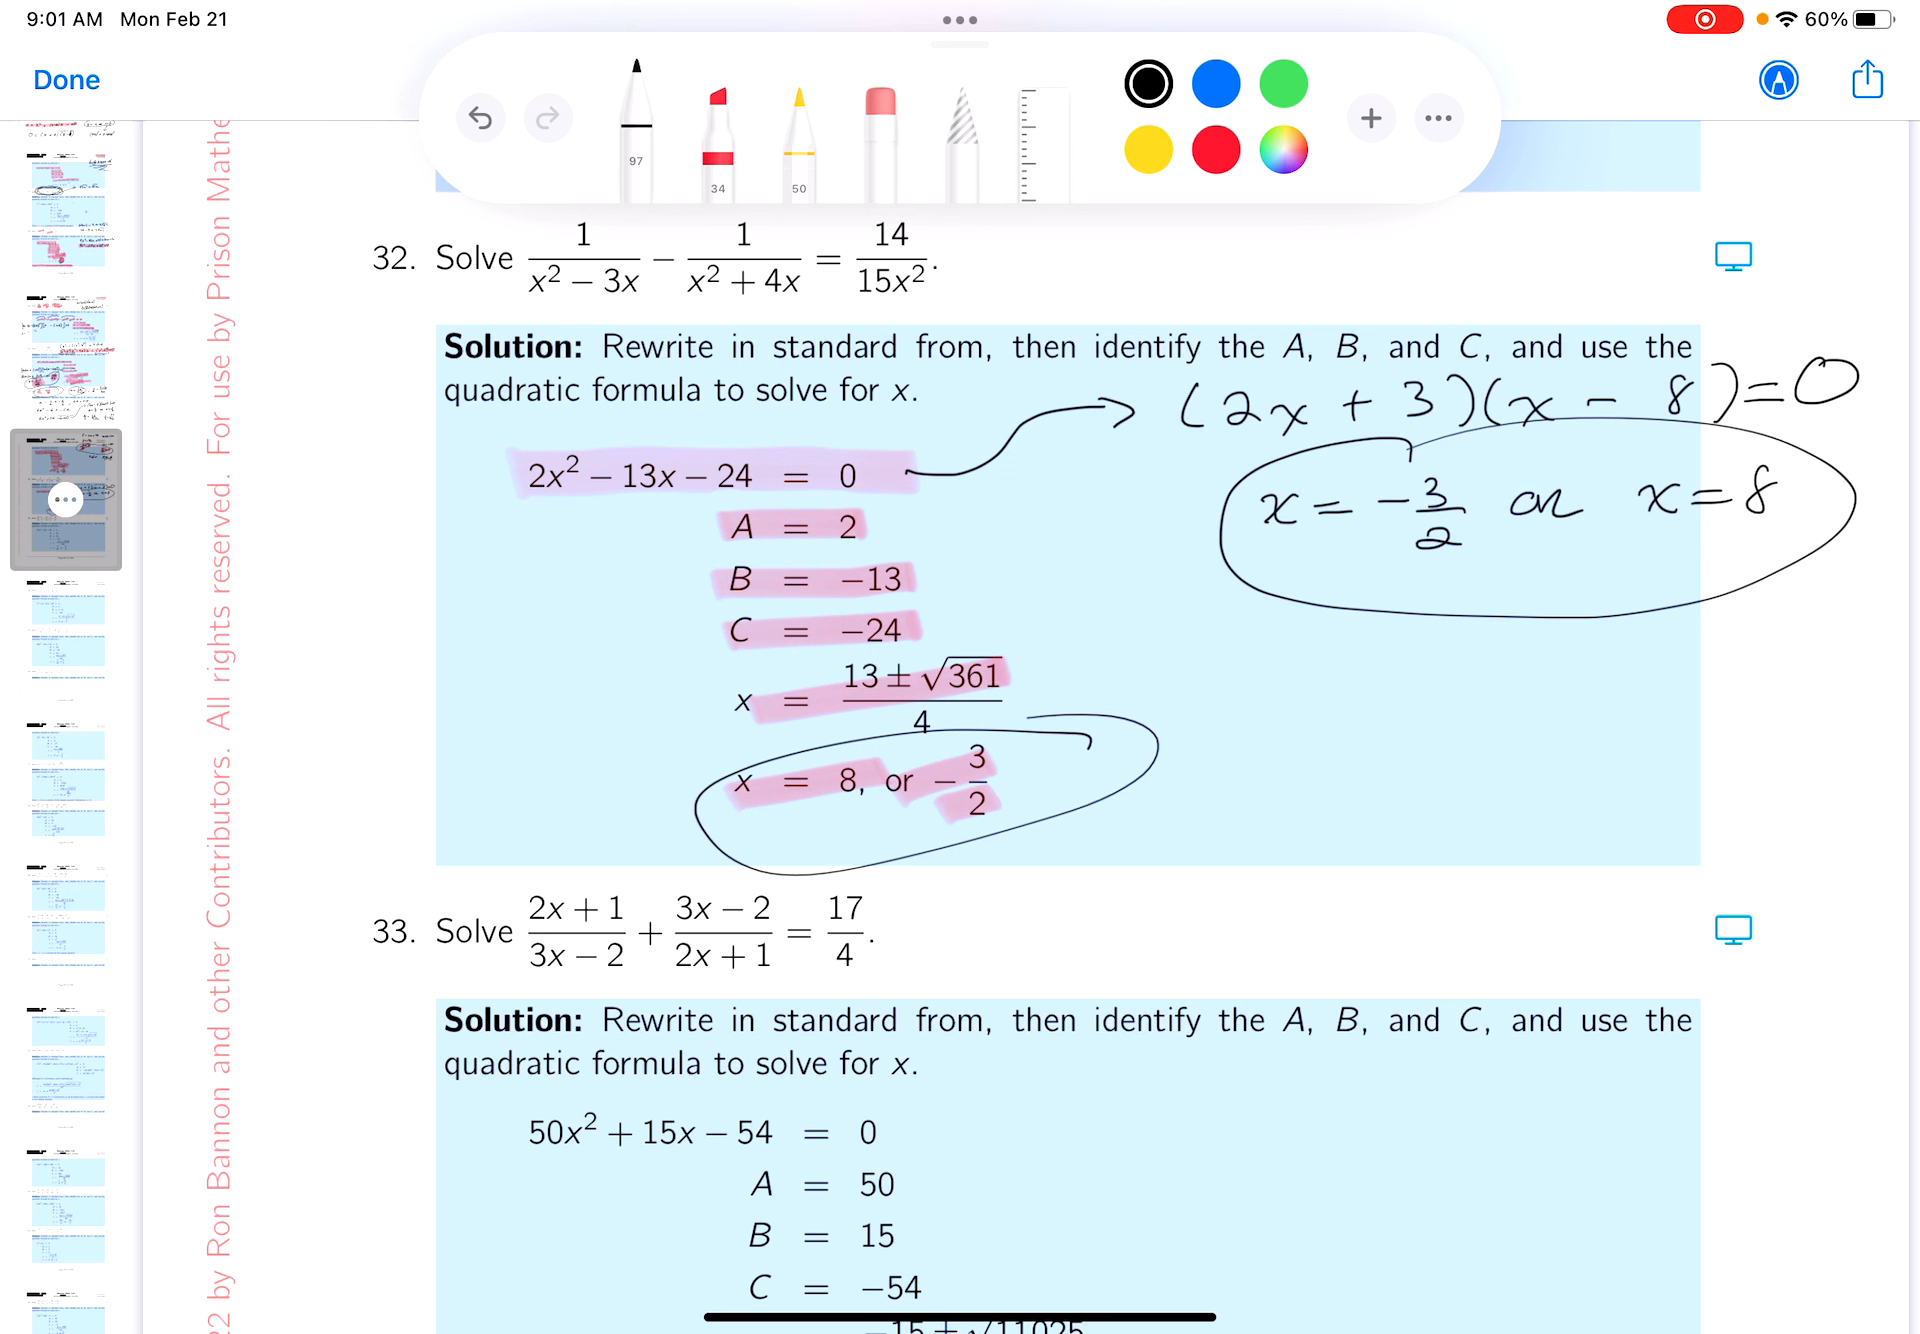 9:01 AM Mon Feb 21
60%
Done
97
34
50
32. Solve 1/(x² − 3x) − 1/(x² + 4x) = 14/(15x²).
Solution: Rewrite in standard from, then identify the A, B, and C, and use the
quadratic formula to solve for x.
(2x + 3)(x − 8) = 0
2x² − 13x − 24 = 0
x = −3/2 or x = 8
A = 2
B = −13
C = −24
x = (13 ± √361)/4
x = 8, or −3/2
33. Solve (2x + 1)/(3x − 2) + (3x − 2)/(2x + 1) = 17/4.
Solution: Rewrite in standard from, then identify the A, B, and C, and use the
quadratic formula to solve for x.
50x² + 15x − 54 = 0
A = 50
B = 15
C = −54
−15 ± √11025
22 by Ron Bannon and other Contributors. All rights reserved. For use by Prison Mathe